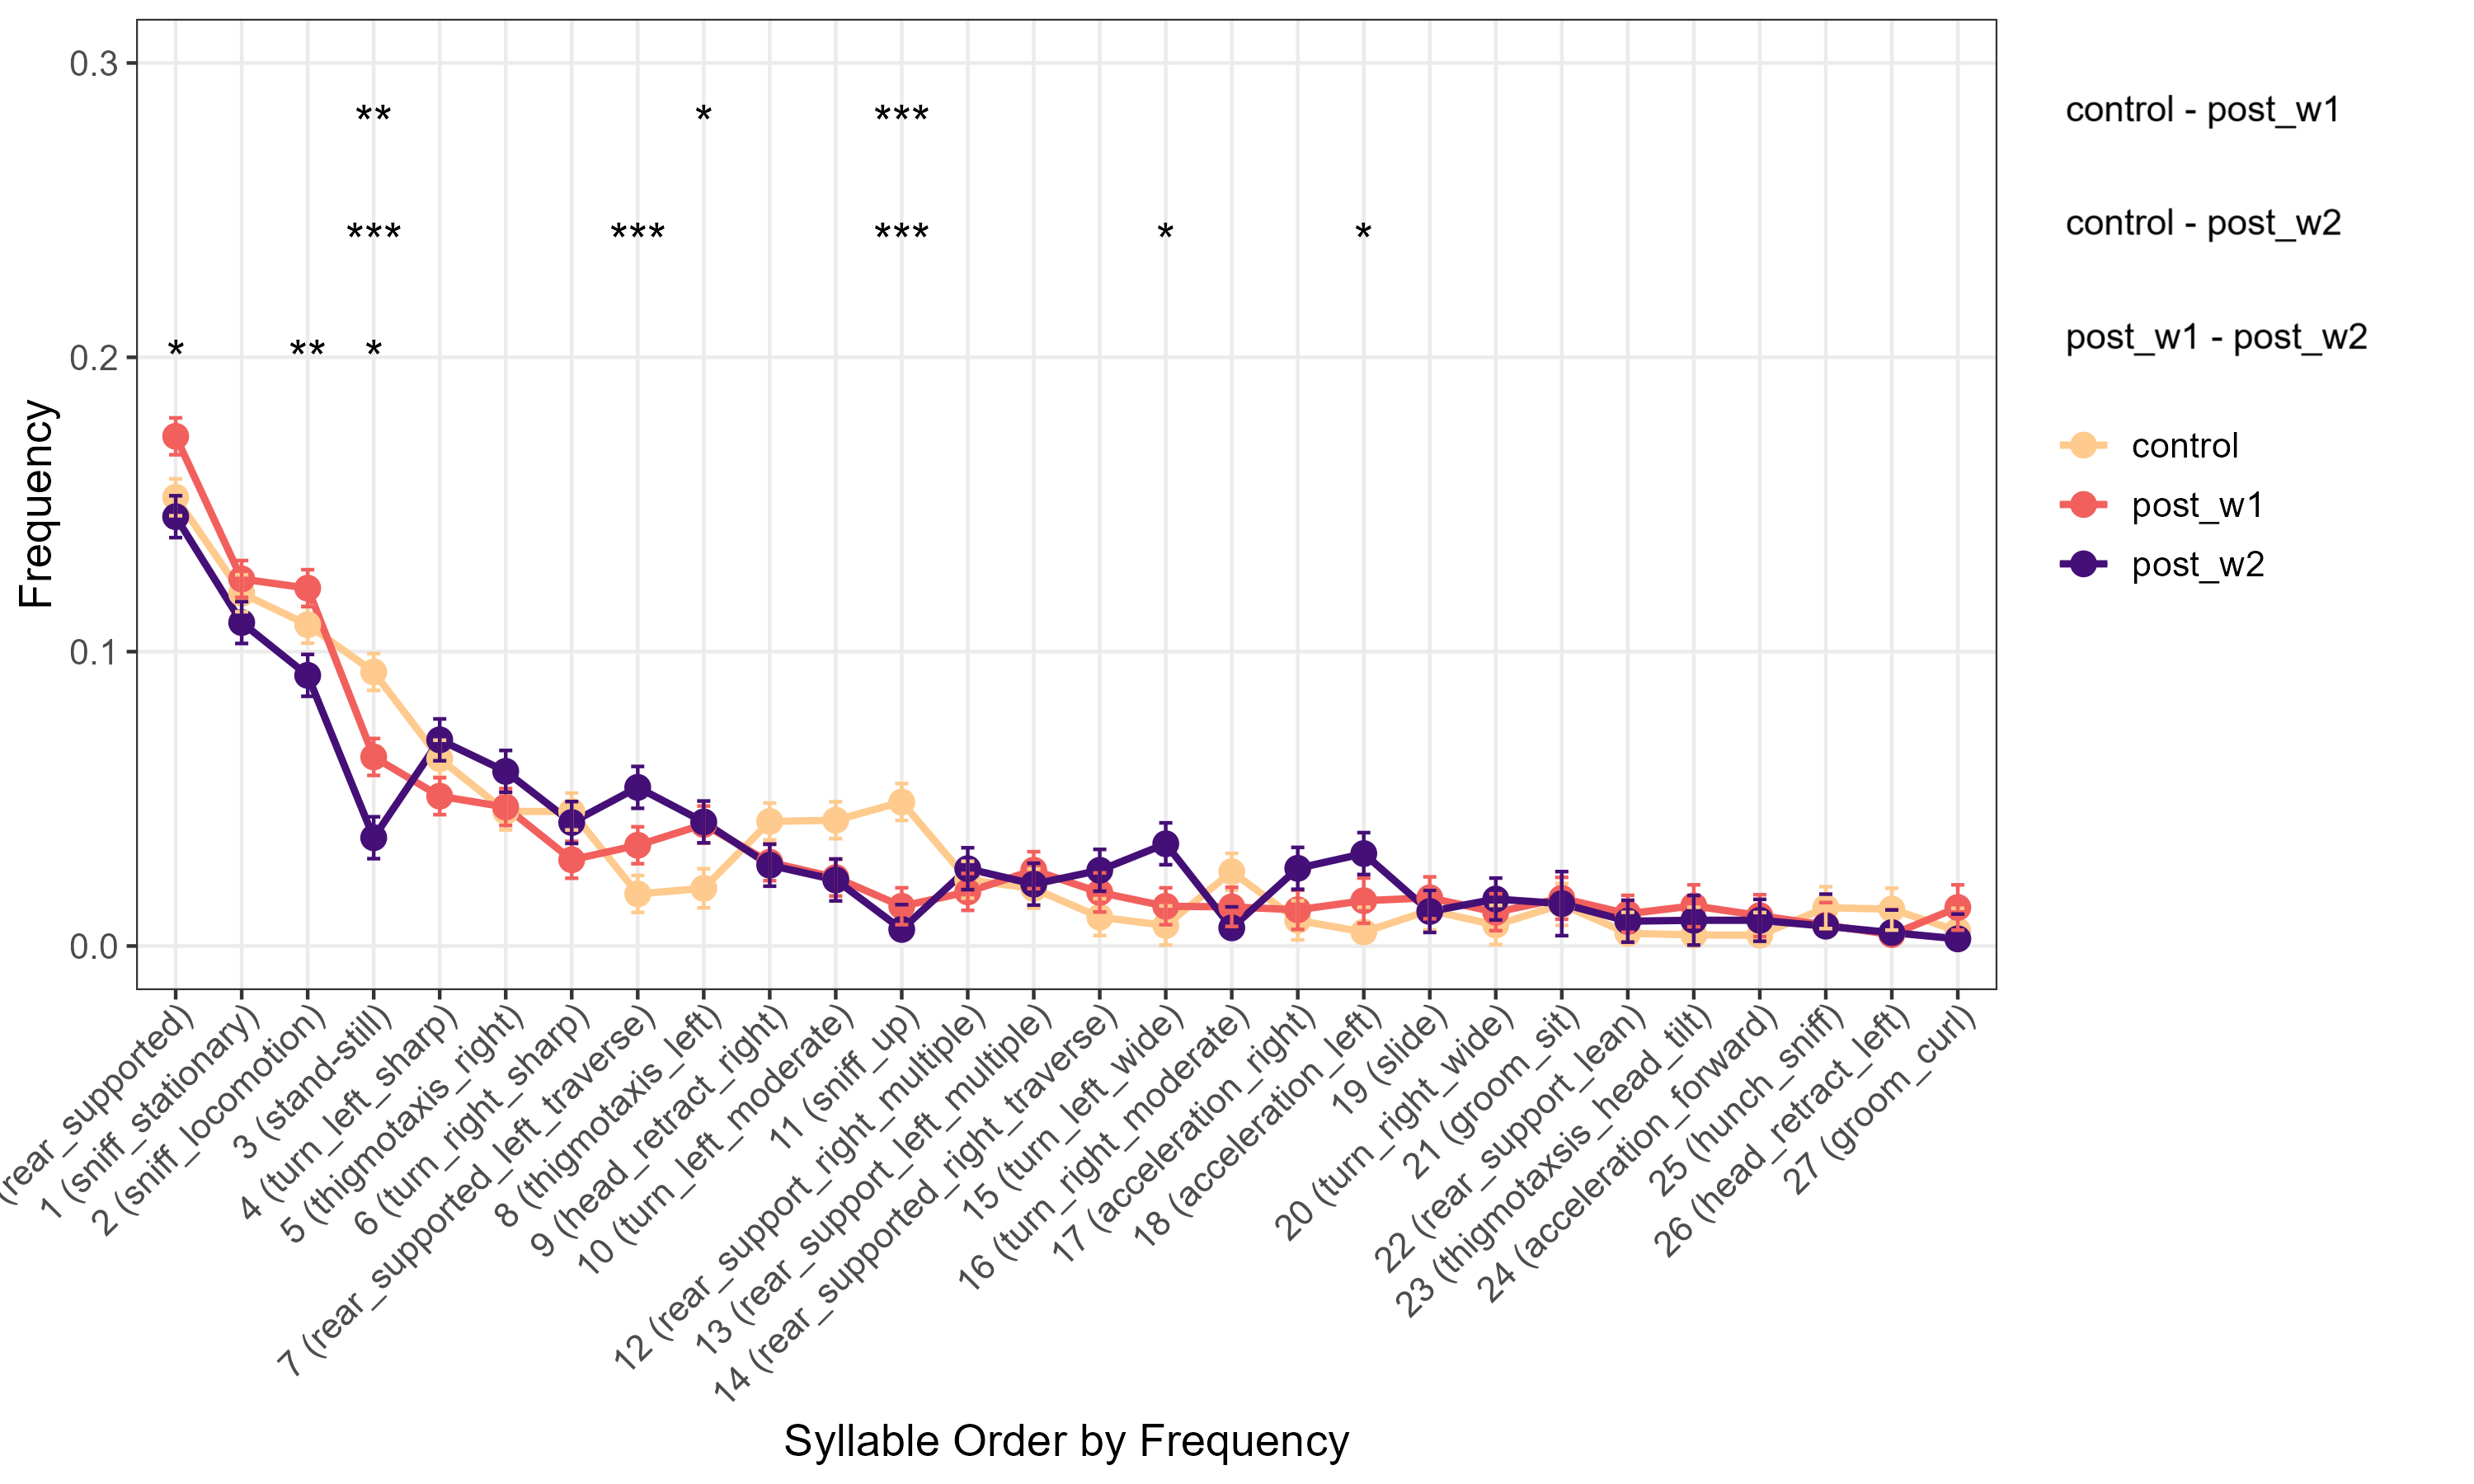 0.3
0.2
0.1
0.0
Frequency
** * ***
*** *** *** * *
* ** *
control - post_w1
control - post_w2
post_w1 - post_w2
control
post_w1
post_w2
(rear_supported)
1 (sniff_stationary)
2 (sniff_locomotion)
3 (stand-still)
4 (turn_left_sharp)
5 (thigmotaxis_right)
6 (turn_right_sharp)
7 (rear_supported_left_traverse)
8 (thigmotaxis_left)
9 (head_retract_right)
10 (turn_left_moderate)
11 (sniff_up)
12 (rear_support_right_multiple)
13 (rear_support_left_multiple)
14 (rear_supported_right_traverse)
15 (turn_left_wide)
16 (turn_right_moderate)
17 (acceleration_right)
18 (acceleration_left)
19 (slide)
20 (turn_right_wide)
21 (groom_sit)
22 (rear_support_lean)
23 (thigmotaxsis_head_tilt)
24 (acceleration_forward)
25 (hunch_sniff)
26 (head_retract_left)
27 (groom_curl)
Syllable Order by Frequency